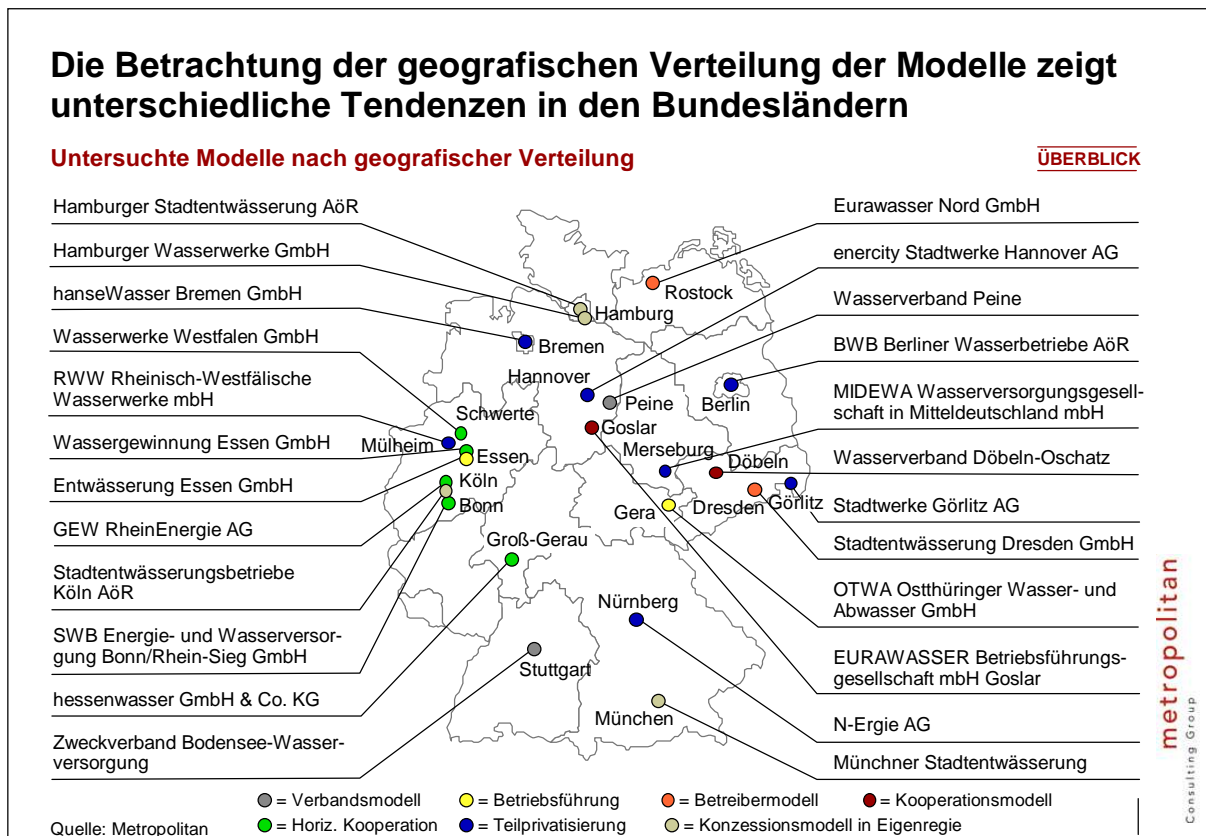 Die Betrachtung der geografischen Verteilung der Modelle zeigt
unterschiedliche Tendenzen in den Bundesländern
Untersuchte Modelle nach geografischer Verteilung
ÜBERBLICK
Hamburger Stadtentwässerung AöR
Hamburger Wasserwerke GmbH
hanseWasser Bremen GmbH
Wasserwerke Westfalen GmbH
RWW Rheinisch-Westfälische
Wasserwerke mbH
Wassergewinnung Essen GmbH
Entwässerung Essen GmbH
GEW RheinEnergie AG
Stadtentwässerungsbetriebe
Köln AöR
SWB Energie- und Wasserversor-
gung Bonn/Rhein-Sieg GmbH
hessenwasser GmbH & Co. KG
Zweckverband Bodensee-Wasser-
versorgung
Rostock
Hamburg
Bremen
Hannover
Peine
Berlin
Schwerte
Goslar
Mülheim
Merseburg
Essen
Döbeln
Köln
Görlitz
Bonn
Gera
Dresden
Groß-Gerau
Nürnberg
Stuttgart
München
Eurawasser Nord GmbH
enercity Stadtwerke Hannover AG
Wasserverband Peine
BWB Berliner Wasserbetriebe AöR
MIDEWA Wasserversorgungsgesell-
schaft in Mitteldeutschland mbH
Wasserverband Döbeln-Oschatz
Stadtwerke Görlitz AG
Stadtentwässerung Dresden GmbH
OTWA Ostthüringer Wasser- und
Abwasser GmbH
EURAWASSER Betriebsführungs-
gesellschaft mbH Goslar
N-Ergie AG
Münchner Stadtentwässerung
= Verbandsmodell
= Betriebsführung
= Betreibermodell
= Kooperationsmodell
= Horiz. Kooperation
= Teilprivatisierung
= Konzessionsmodell in Eigenregie
Quelle: Metropolitan
metropolitan
Consulting Group